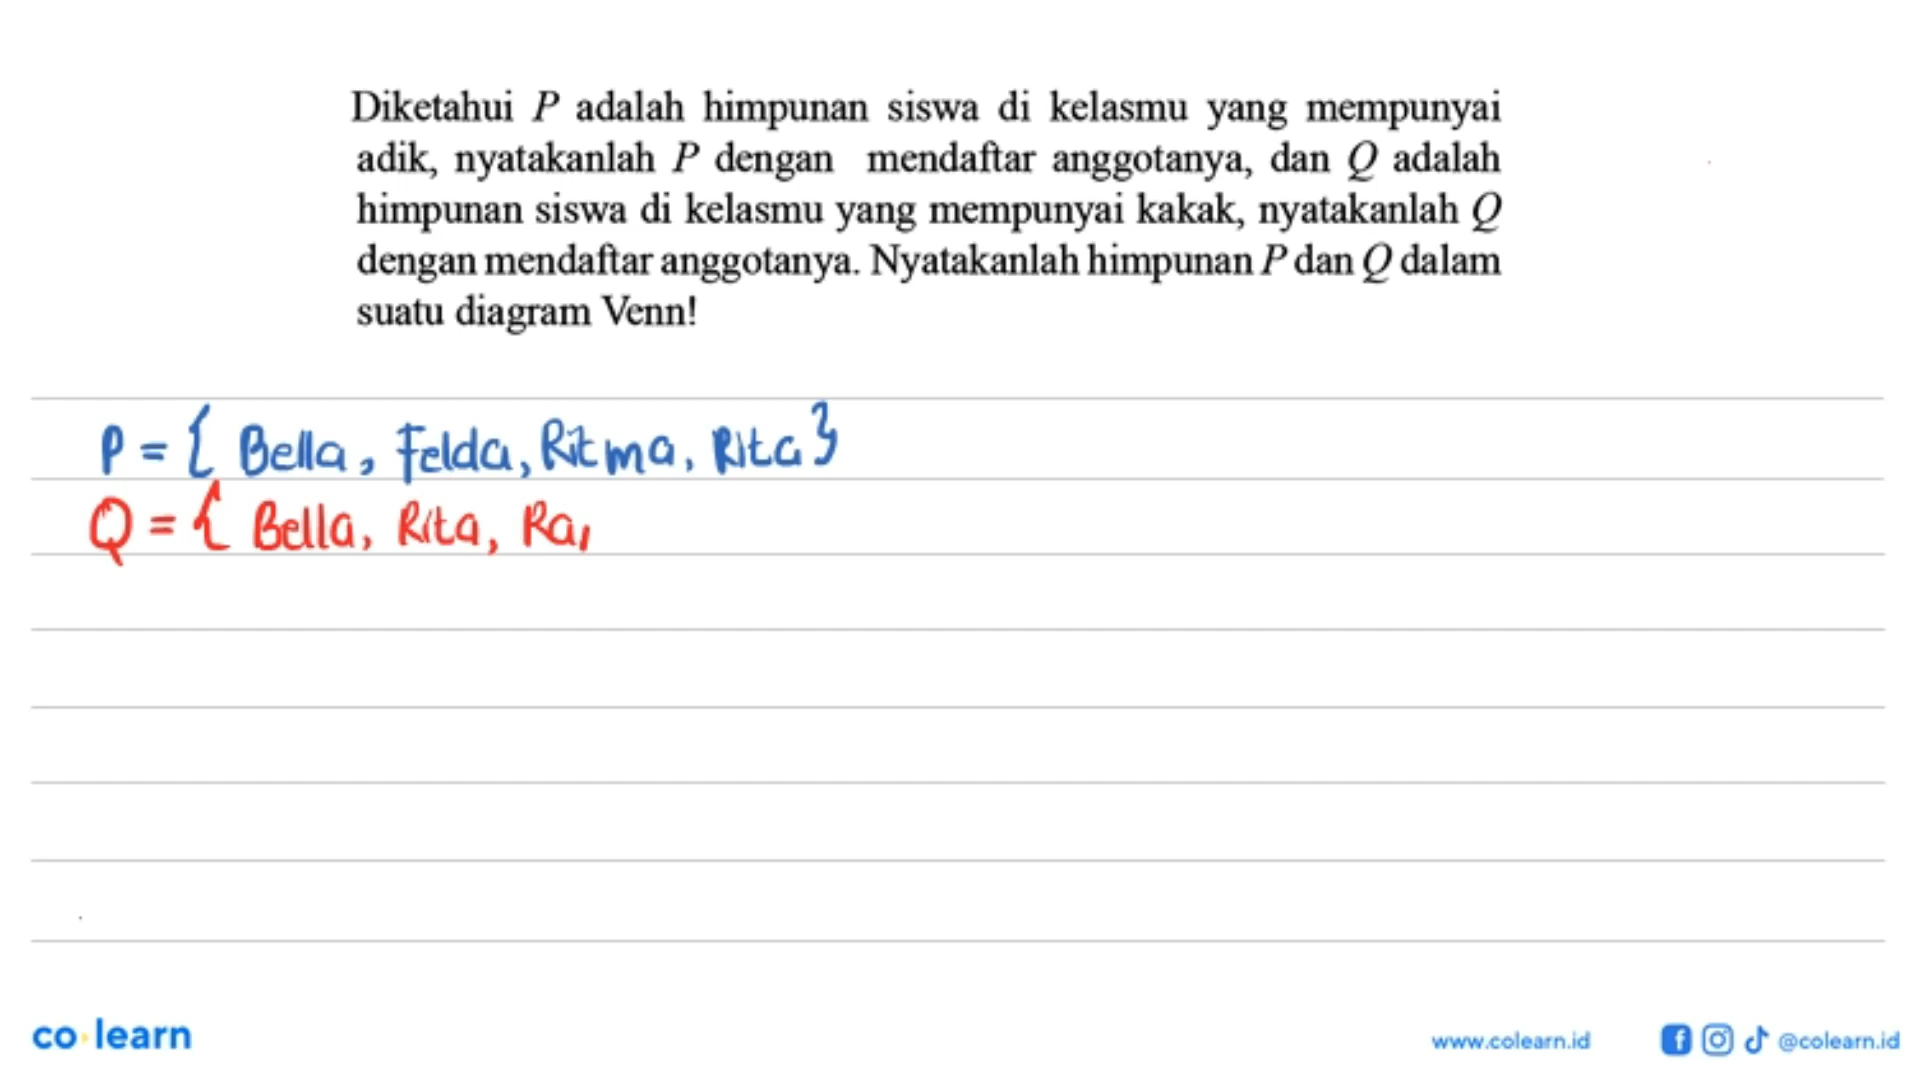 Diketahui P adalah himpunan siswa di kelasmu yang mempunyai
adik, nyatakanlah P dengan mendaftar anggotanya, dan Q adalah
himpunan siswa di kelasmu yang mempunyai kakak, nyatakanlah Q
dengan mendaftar anggotanya. Nyatakanlah himpunan P dan Q dalam
suatu diagram Venn!
P = { Bella, Felda, Ritma, Rita }
Q = { Bella, Rita, Ra,
co learn
www.colearn.id
@colearn.id